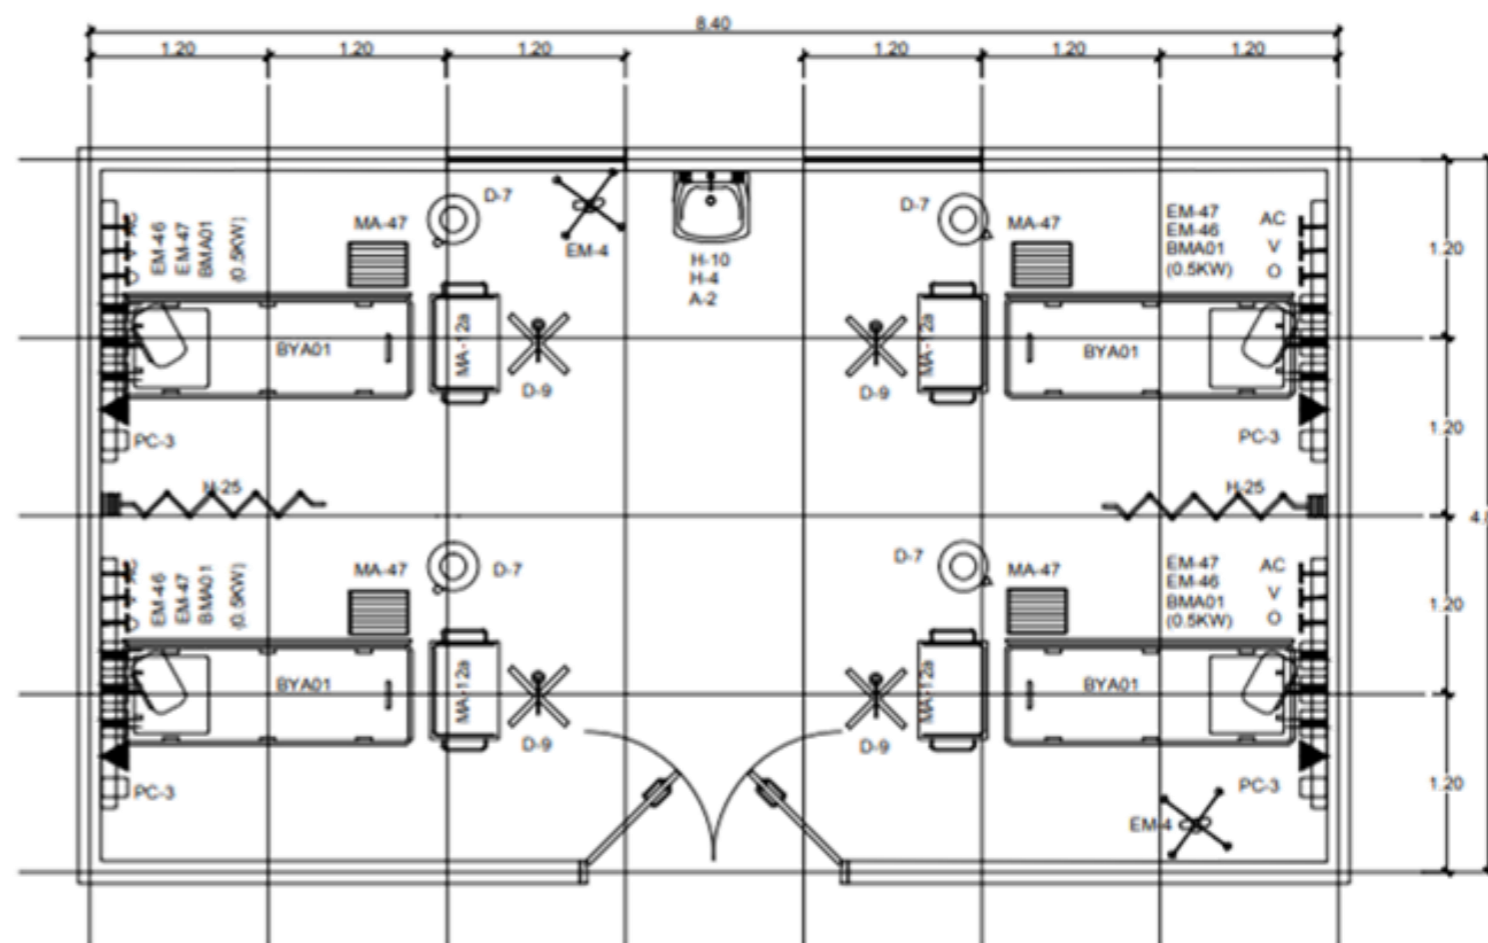 8.40
1.20
1.20
1.20
1.20
1.20
1.20
D-7
MA-47
EM-4
H-10
H-4
A-2
D-7
MA-47
EM-47
EM-46
BMA01
(0.5KW)
AC
V
O
AC
V
EM-46
EM-47
BMA01
(0.5KW)
1.20
BYA01
MA-12a
D-9
D-9
MA-12a
BYA01
PC-3
PC-3
1.20
H-25
H-25
4.
AC
V
EM-46
EM-47
BMA01
(0.5KW)
MA-47
D-7
D-7
MA-47
EM-47
EM-46
BMA01
(0.5KW)
AC
V
O
1.20
BYA01
MA-12a
D-9
D-9
MA-12a
BYA01
PC-3
PC-3
1.20
EM-4